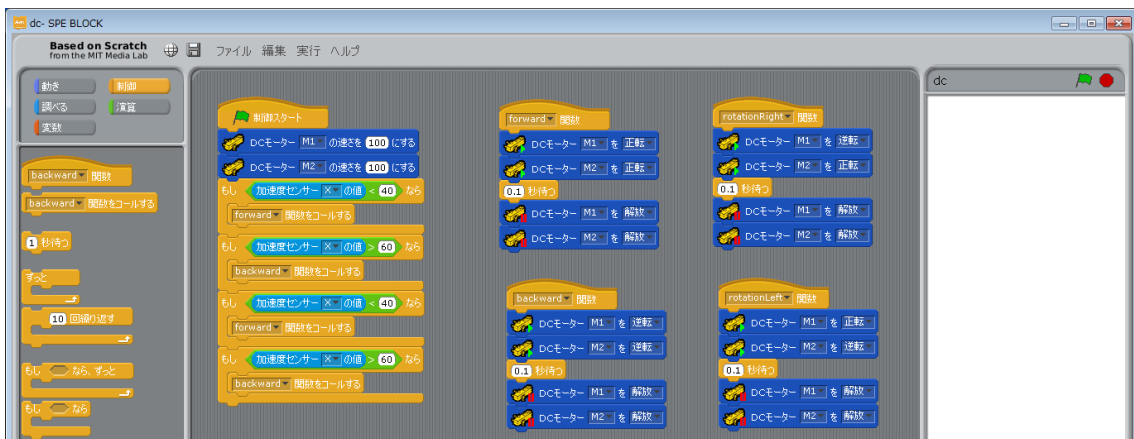 dc- SPE BLOCK
Based on Scratch
from the MIT Media Lab
ファイル 編集 実行 ヘルプ
動き 制御
調べる 演算
変数
backward 関数
backward 関数をコールする
1 秒待つ
ずっと
10 回繰り返す
もし なら、ずっと
もし なら
制御スタート
DCモーター M1 の速さを 100 にする
DCモーター M2 の速さを 100 にする
もし 加速度センサー X の値 < 40 なら
forward 関数をコールする
もし 加速度センサー X の値 > 60 なら
backward 関数をコールする
もし 加速度センサー X の値 < 40 なら
forward 関数をコールする
もし 加速度センサー X の値 > 60 なら
backward 関数をコールする
forward 関数
DCモーター M1 を 正転
DCモーター M2 を 正転
0.1 秒待つ
DCモーター M1 を 解放
DCモーター M2 を 解放
backward 関数
DCモーター M1 を 逆転
DCモーター M2 を 逆転
0.1 秒待つ
DCモーター M1 を 解放
DCモーター M2 を 解放
rotationRight 関数
DCモーター M1 を 逆転
DCモーター M2 を 正転
0.1 秒待つ
DCモーター M1 を 解放
DCモーター M2 を 解放
rotationLeft 関数
DCモーター M1 を 正転
DCモーター M2 を 逆転
0.1 秒待つ
DCモーター M1 を 解放
DCモーター M2 を 解放
dc